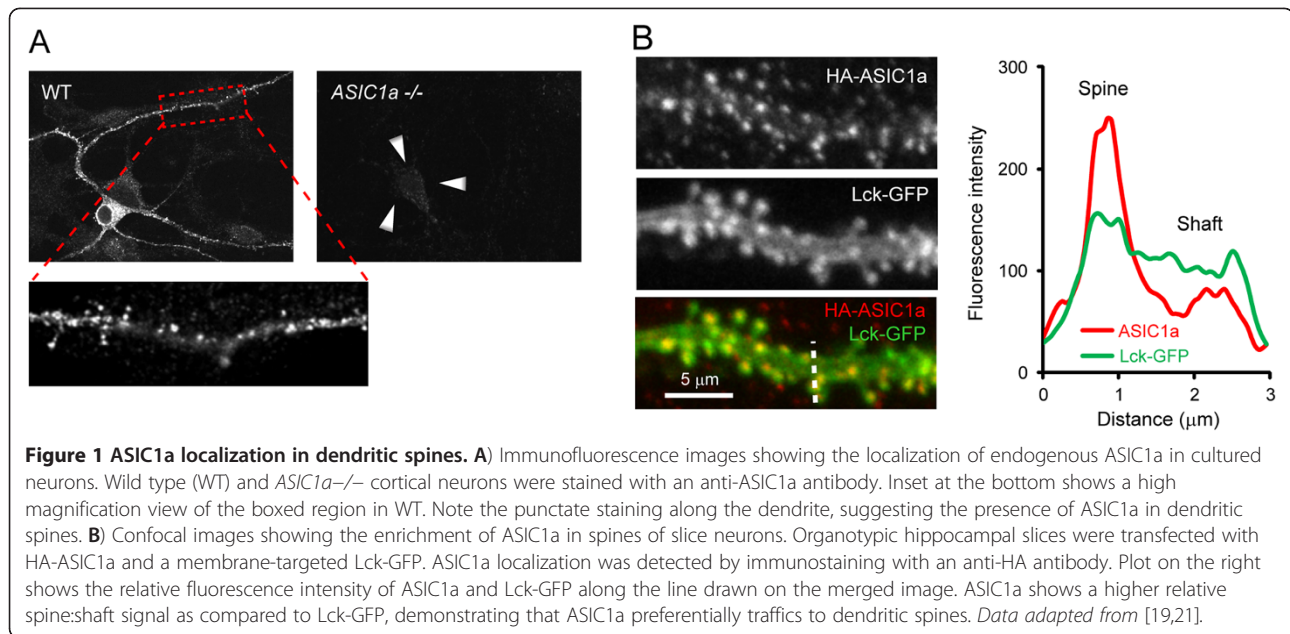 A
WT
ASIC1a -/-
B
HA-ASIC1a
Lck-GFP
HA-ASIC1a
Lck-GFP
5 μm
Fluorescence intensity
300
200
100
0
Spine
Shaft
ASIC1a
Lck-GFP
0 1 2 3
Distance (μm)
Figure 1 ASIC1a localization in dendritic spines. A) Immunofluorescence images showing the localization of endogenous ASIC1a in cultured
neurons. Wild type (WT) and ASIC1a−/− cortical neurons were stained with an anti-ASIC1a antibody. Inset at the bottom shows a high
magnification view of the boxed region in WT. Note the punctate staining along the dendrite, suggesting the presence of ASIC1a in dendritic
spines. B) Confocal images showing the enrichment of ASIC1a in spines of slice neurons. Organotypic hippocampal slices were transfected with
HA-ASIC1a and a membrane-targeted Lck-GFP. ASIC1a localization was detected by immunostaining with an anti-HA antibody. Plot on the right
shows the relative fluorescence intensity of ASIC1a and Lck-GFP along the line drawn on the merged image. ASIC1a shows a higher relative
spine:shaft signal as compared to Lck-GFP, demonstrating that ASIC1a preferentially traffics to dendritic spines. Data adapted from [19,21].